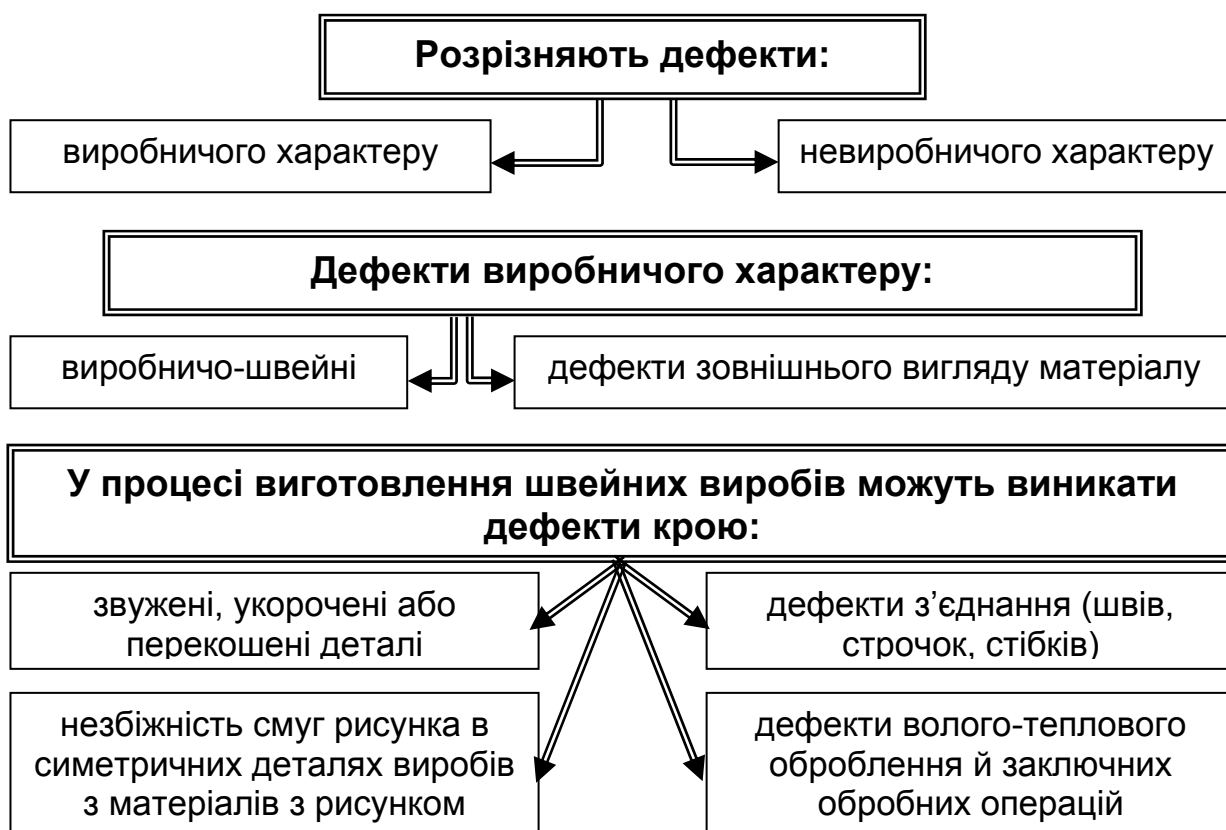 Розрізняють дефекти:
виробничого характеру
невиробничого характеру
Дефекти виробничого характеру:
виробничо-швейні
дефекти зовнішнього вигляду матеріалу
У процесі виготовлення швейних виробів можуть виникати
дефекти крою:
звужені, укорочені або
перекошені деталі
дефекти з’єднання (швів,
строчок, стібків)
незбіжність смуг рисунка в
симетричних деталях виробів
з матеріалів з рисунком
дефекти волого-теплового
оброблення й заключних
обробних операцій